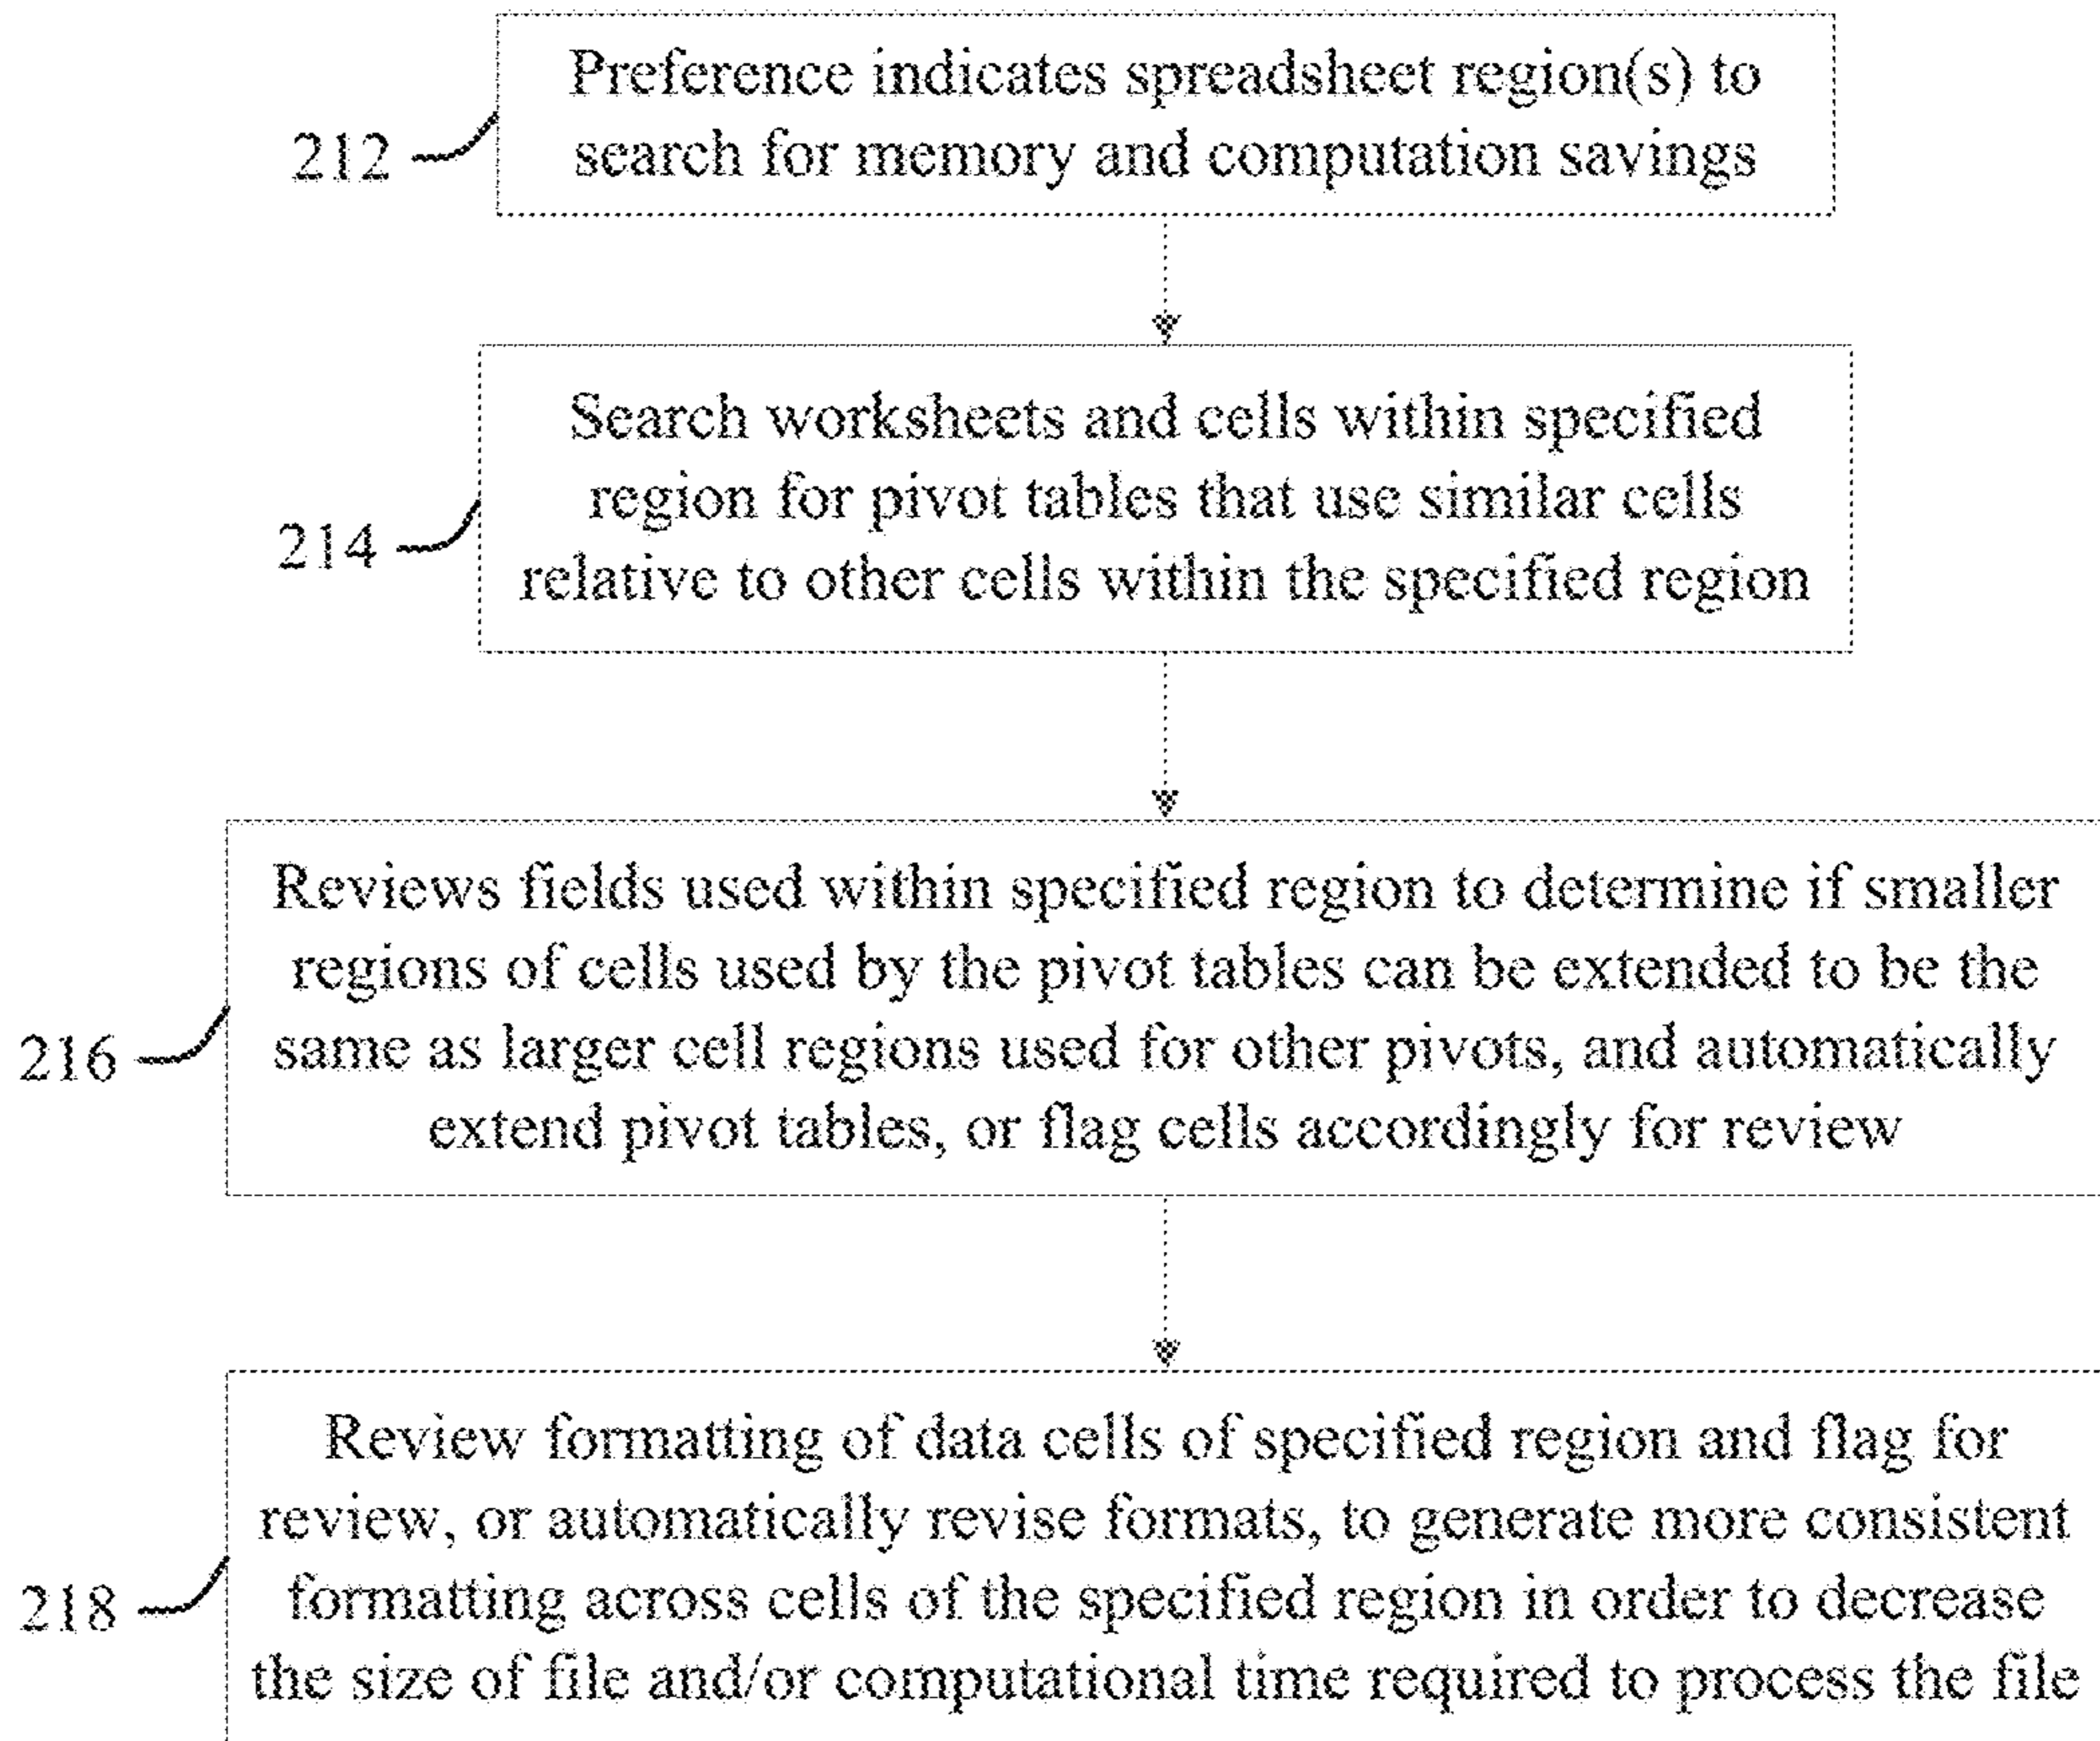 Preference indicates spreadsheet region(s) to
212
search for memory and computation savings
Search worksheets and cells within specified
region for pivot tables that use similar cells
214
relative to other cells within the specified region
Reviews fields used within specified region to determine if smaller
regions of cells used by the pivot tables can be extended to be the
216
same as larger cell regions used for other pivots, and automatically
extend pivot tables, or flag cells accordingly for review
Review formatting of data cells of specified region and flag for
review, or automatically revise formats, to generate more consistent
218
formatting across cells of the specified region in order to decrease
the size of file and/or computational time required to process the file